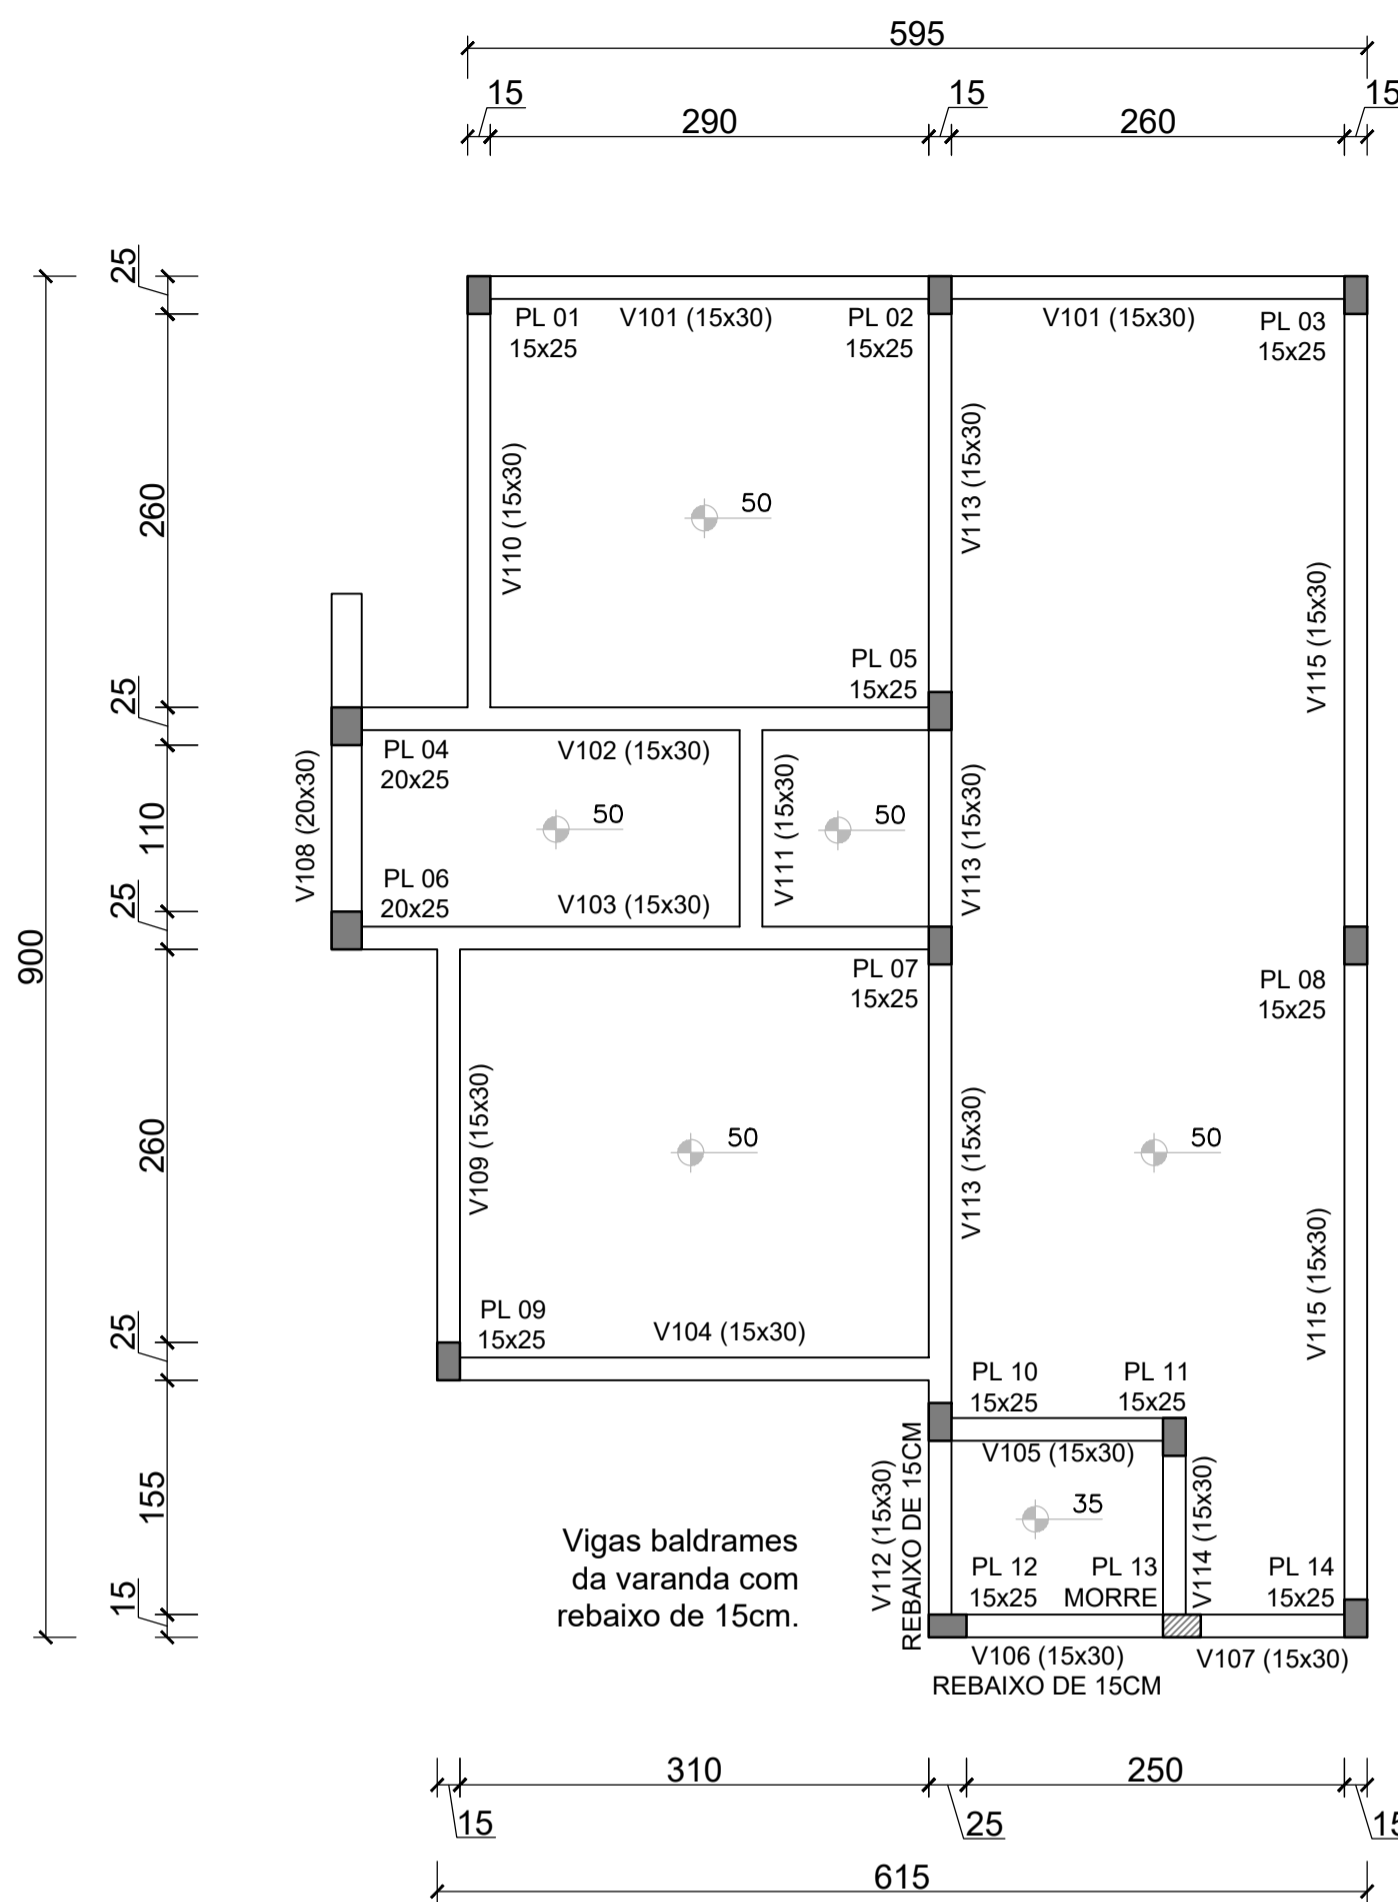 595
15
15
15
290
260
25
PL 01
15x25
V101 (15x30)
PL 02
15x25
V101 (15x30)
PL 03
15x25
260
V110 (15x30)
V113 (15x30)
50
V115 (15x30)
PL 05
15x25
25
PL 04
20x25
V102 (15x30)
V108 (20x30)
110
50
V111 (15x30)
50
V113 (15x30)
PL 06
20x25
V103 (15x30)
25
900
PL 07
15x25
PL 08
15x25
260
V109 (15x30)
50
V113 (15x30)
50
V115 (15x30)
PL 09
15x25
V104 (15x30)
25
PL 10
15x25
PL 11
15x25
V105 (15x30)
155
V112 (15x30)
REBAIXO DE 15CM
35
V114 (15x30)
Vigas baldrames
da varanda com
rebaixo de 15cm.
PL 12
15x25
PL 13
MORRE
PL 14
15x25
15
V106 (15x30)
REBAIXO DE 15CM
V107 (15x30)
310
250
15
25
15
615